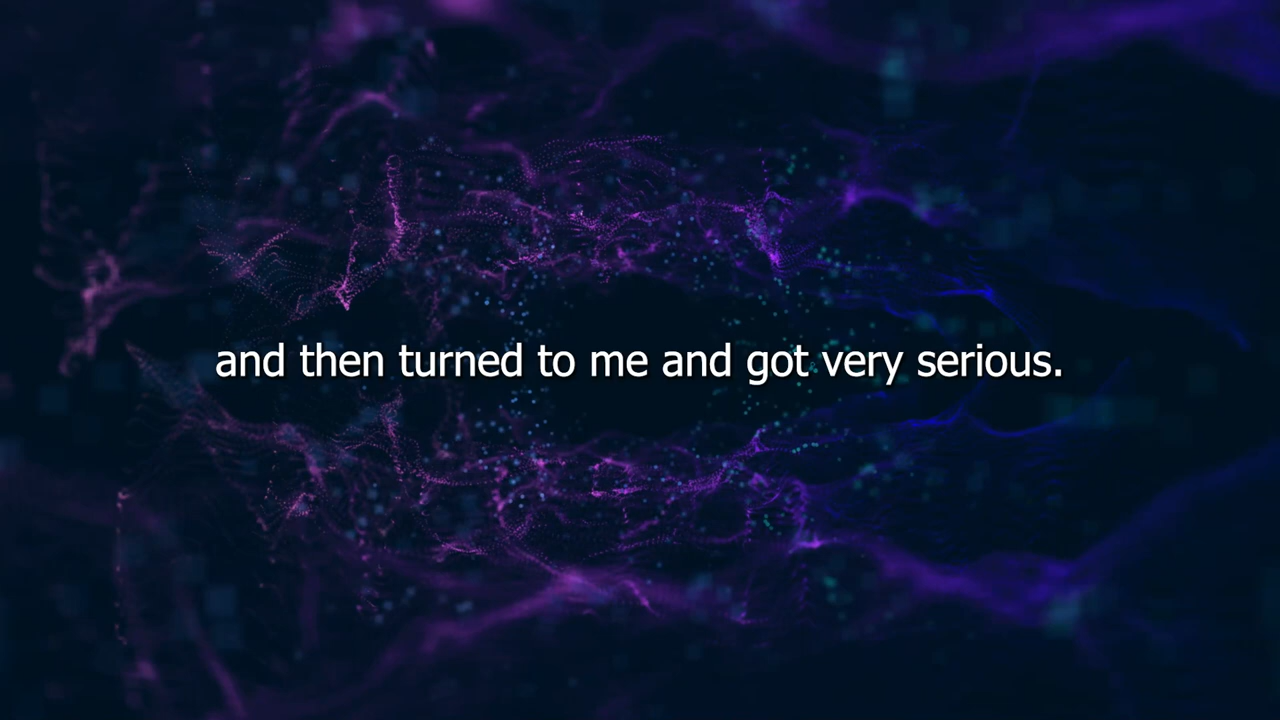 and then turned to me and got very serious.